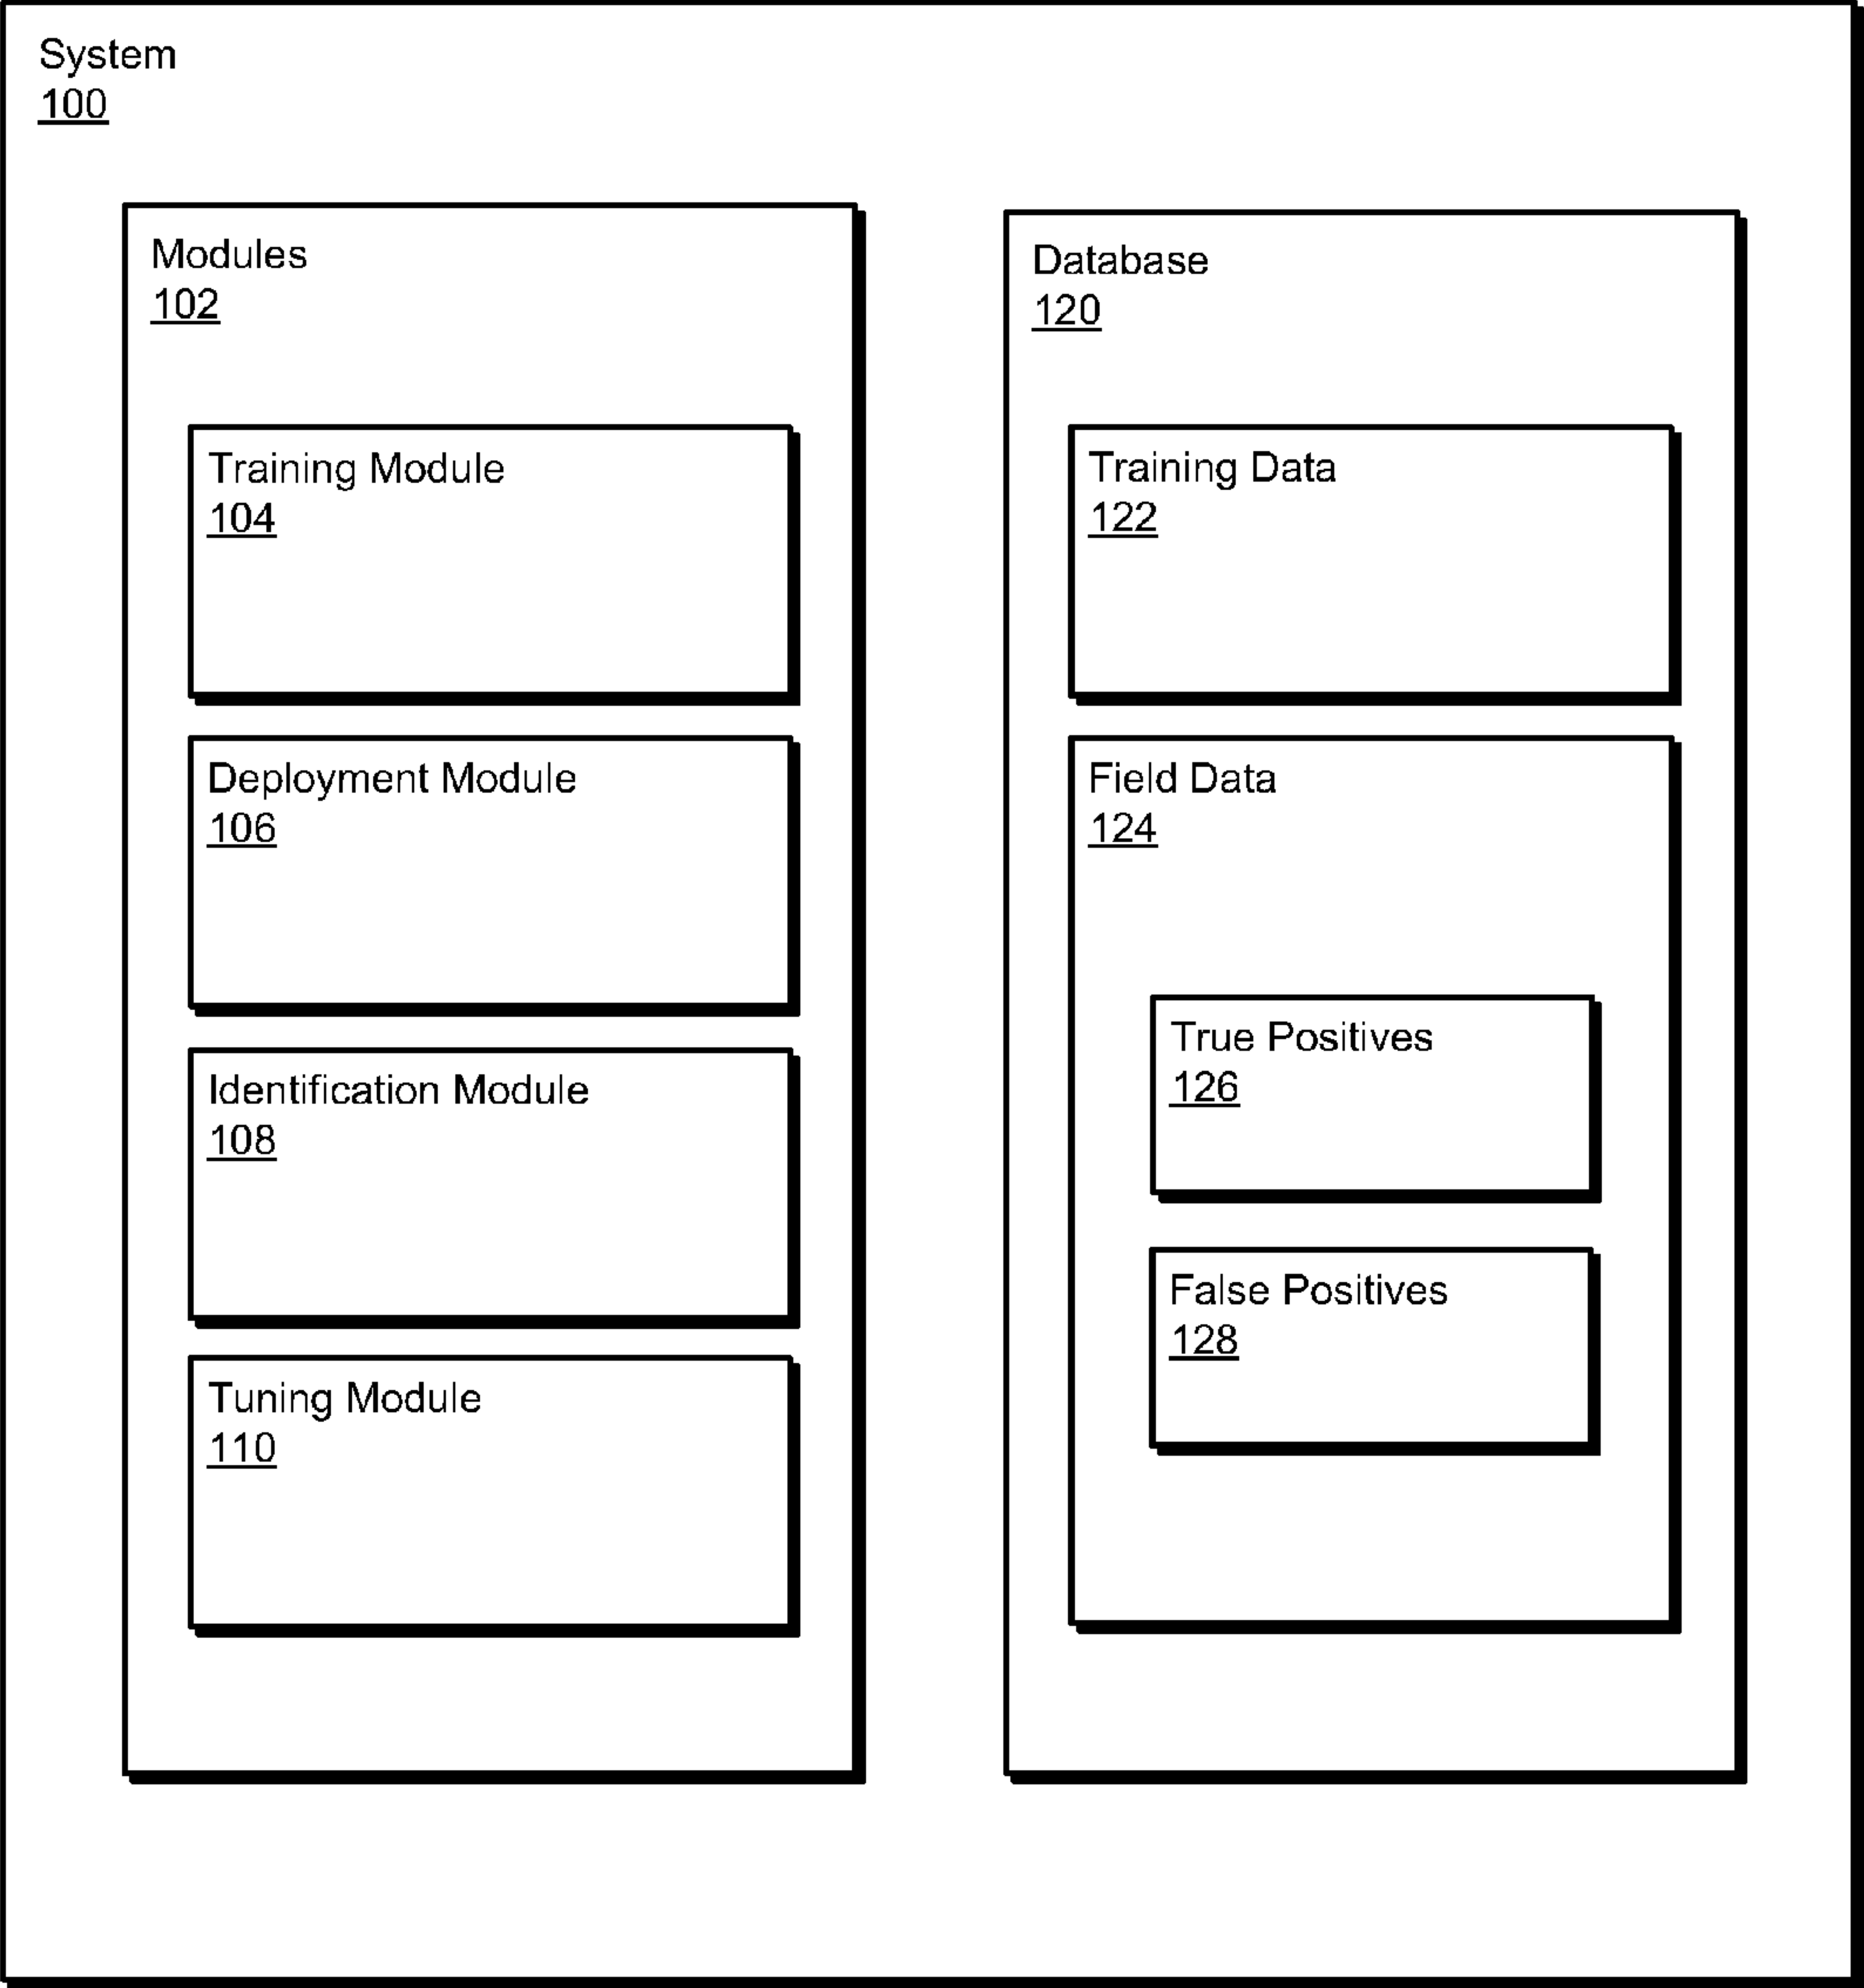 System
100
Modules
102
Training Module
104
Deployment Module
106
Identification Module
108
Tuning Module
110
Database
120
Training Data
122
Field Data
124
True Positives
126
False Positives
128